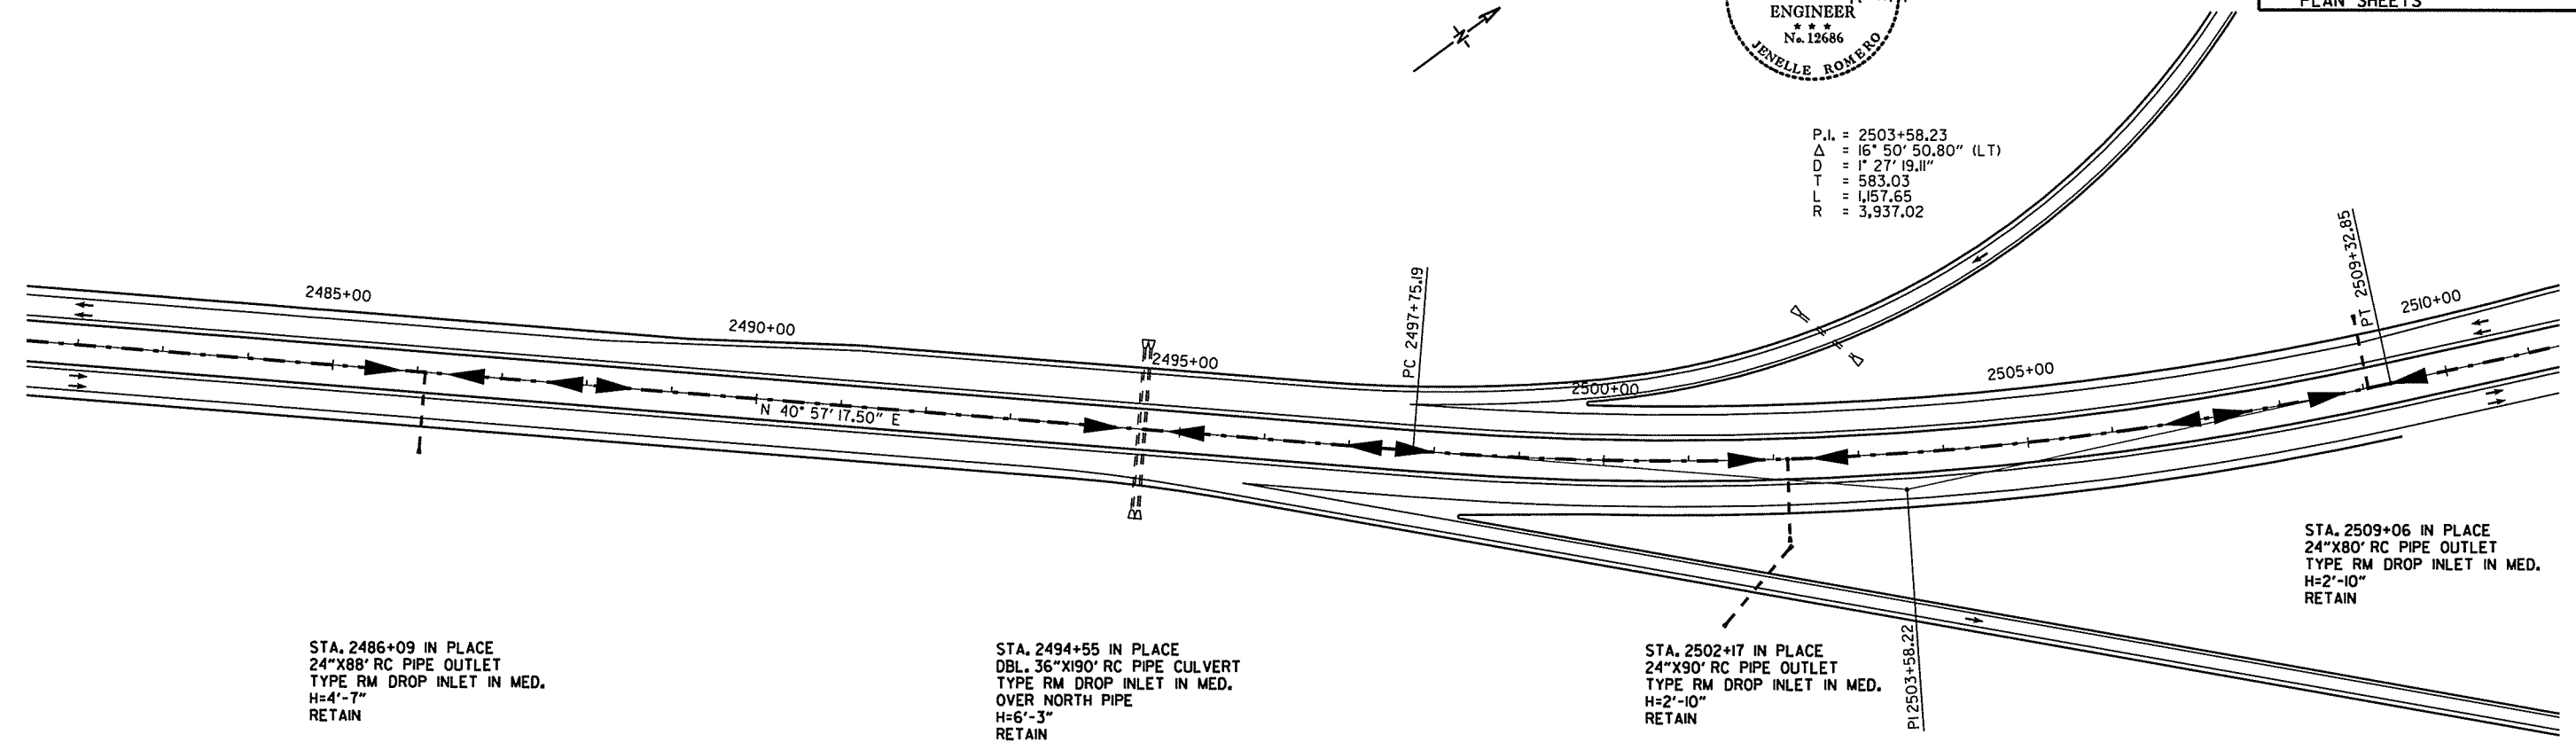 PLAN SHEETS
ENGINEER
★ ★ ★
No. 12686
JENELLE ROMERO
N
P.I. = 2503+58.23
Δ = 16° 50' 50.80" (LT)
D = 1° 27' 19.11"
T = 583.03
L = 1,157.65
R = 3,937.02
2485+00
2490+00
2495+00
PC 2497+75.19
2500+00
2505+00
PT 2509+32.85
2510+00
N 40° 57' 17.50" E
PI 2503+58.22
STA. 2486+09 IN PLACE
24"X88' RC PIPE OUTLET
TYPE RM DROP INLET IN MED.
H=4'-7"
RETAIN
STA. 2494+55 IN PLACE
DBL. 36"X190' RC PIPE CULVERT
TYPE RM DROP INLET IN MED.
OVER NORTH PIPE
H=6'-3"
RETAIN
STA. 2502+17 IN PLACE
24"X90' RC PIPE OUTLET
TYPE RM DROP INLET IN MED.
H=2'-10"
RETAIN
STA. 2509+06 IN PLACE
24"X80' RC PIPE OUTLET
TYPE RM DROP INLET IN MED.
H=2'-10"
RETAIN